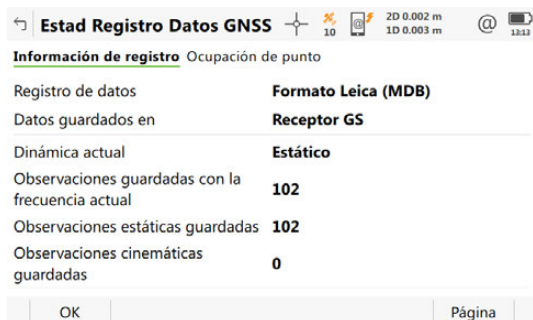 Estad Registro Datos GNSS 10 @ 2D 0.002 m @
1D 0.003 m 13:13
Información de registro Ocupación de punto
Registro de datos Formato Leica (MDB)
Datos guardados en Receptor GS
Dinámica actual Estático
Observaciones guardadas con la
frecuencia actual 102
Observaciones estáticas guardadas 102
Observaciones cinemáticas
guardadas 0
OK Página